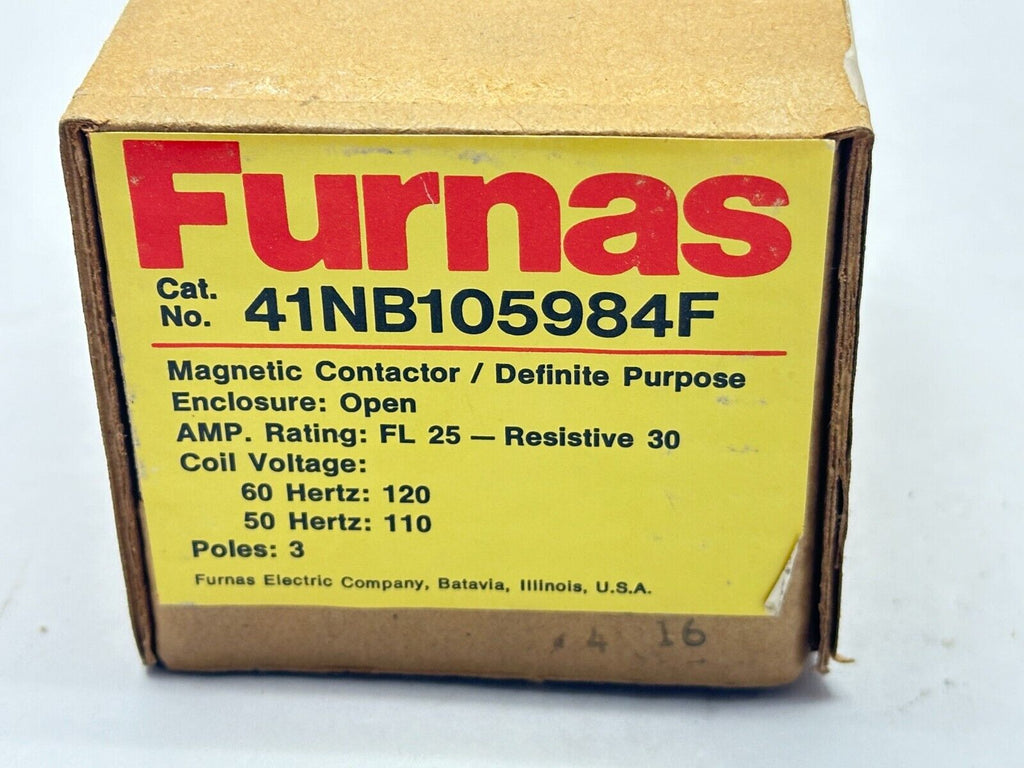 Furnas
Cat. No. 41NB105984F
Magnetic Contactor / Definite Purpose
Enclosure: Open
AMP. Rating: FL 25 — Resistive 30
Coil Voltage:
60 Hertz: 120
50 Hertz: 110
Poles: 3
Furnas Electric Company, Batavia, Illinois, U.S.A.
4 16